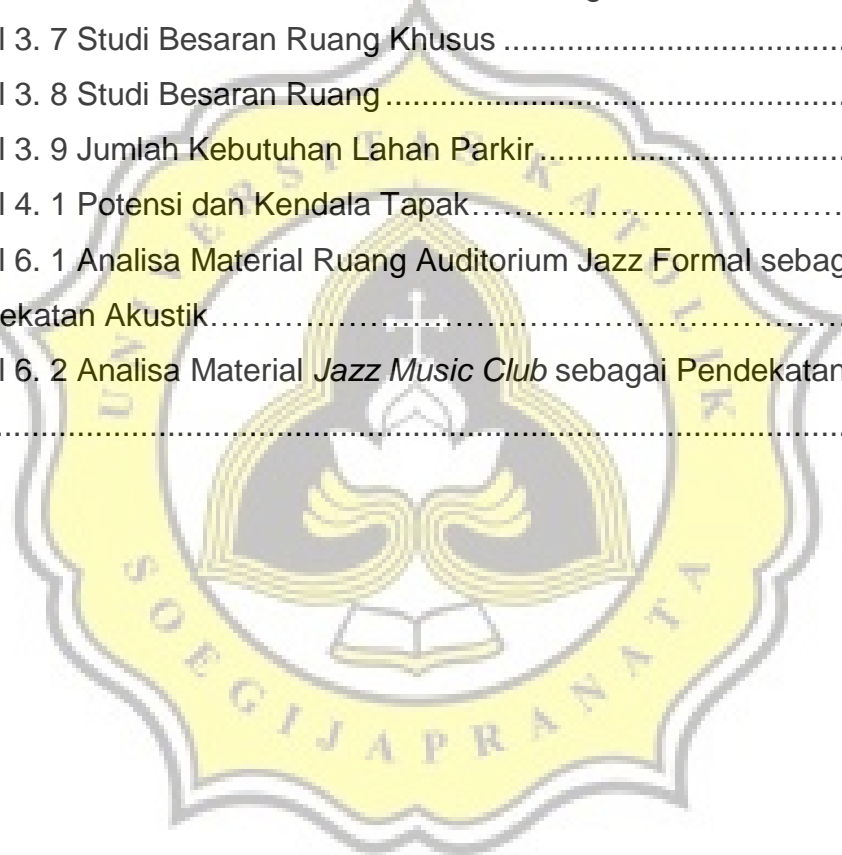 l 3. 7 Studi Besaran Ruang Khusus ....................................
l 3. 8 Studi Besaran Ruang ....................................................
l 3. 9 Jumlah Kebutuhan Lahan Parkir ................................
l 4. 1 Potensi dan Kendala Tapak……………………………
l 6. 1 Analisa Material Ruang Auditorium Jazz Formal sebag
ekatan Akustik……………………………………………………
l 6. 2 Analisa Material Jazz Music Club sebagai Pendekatan
....................................................................................
UNIVERSITAS KATOLIK
SOEGIJAPRANATA